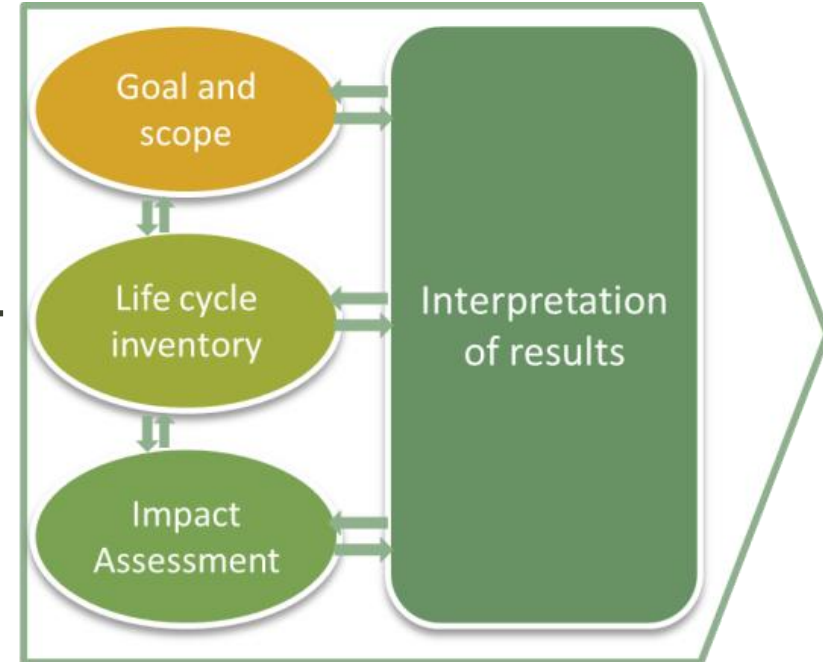 Goal and
scope
Life cycle
inventory
Impact
Assessment
Interpretation
of results